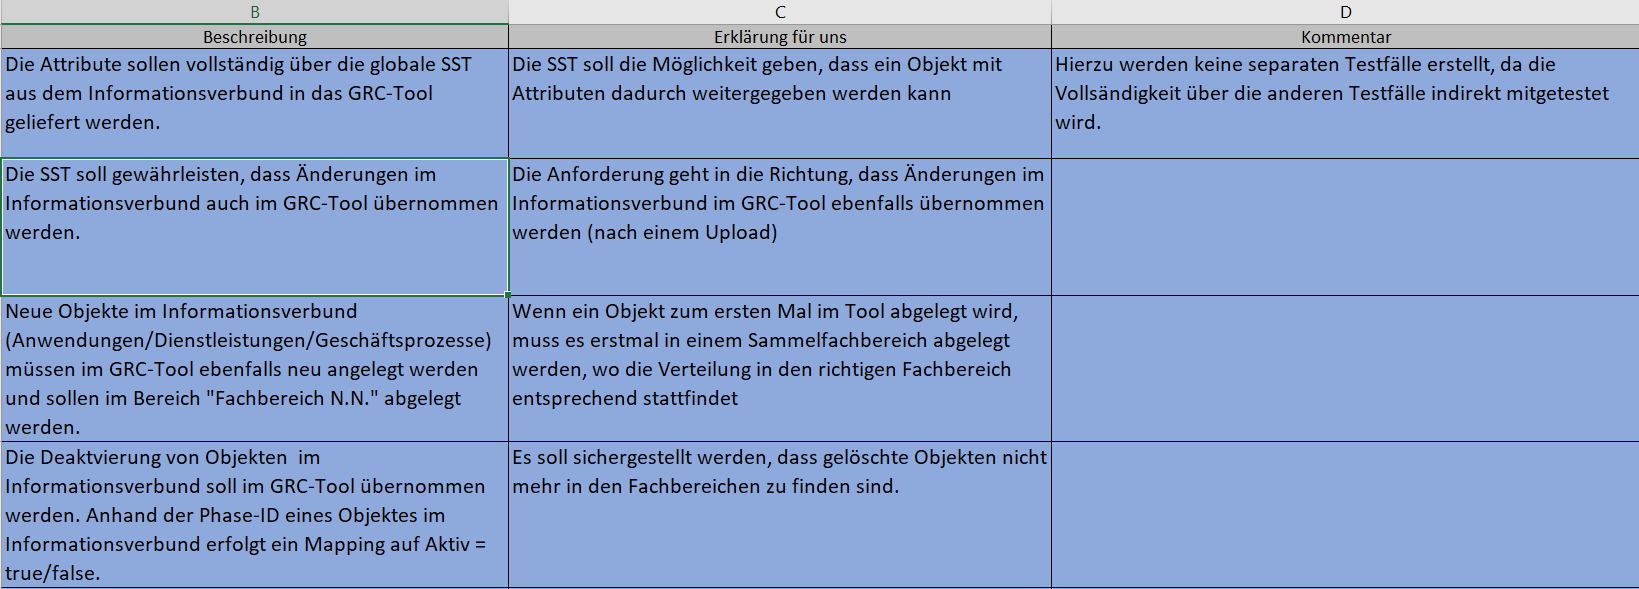 B
C
D
Beschreibung
Erklärung für uns
Kommentar
Die Attribute sollen vollständig über die globale SST
aus dem Informationsverbund in das GRC-Tool
geliefert werden.
Die SST soll die Möglichkeit geben, dass ein Objekt mit
Attributen dadurch weitergegeben werden kann
Hierzu werden keine separaten Testfälle erstellt, da die
Vollsändigkeit über die anderen Testfälle indirekt mitgetestet
wird.
Die SST soll gewährleisten, dass Änderungen im
Informationsverbund auch im GRC-Tool übernommen
werden.
Die Anforderung geht in die Richtung, dass Änderungen im
Informationsverbund im GRC-Tool ebenfalls übernommen
werden (nach einem Upload)
Neue Objekte im Informationsverbund
(Anwendungen/Dienstleistungen/Geschäftsprozesse)
müssen im GRC-Tool ebenfalls neu angelegt werden
und sollen im Bereich "Fachbereich N.N." abgelegt
werden.
Wenn ein Objekt zum ersten Mal im Tool abgelegt wird,
muss es erstmal in einem Sammelfachbereich abgelegt
werden, wo die Verteilung in den richtigen Fachbereich
entsprechend stattfindet
Die Deaktvierung von Objekten  im
Informationsverbund soll im GRC-Tool übernommen
werden. Anhand der Phase-ID eines Objektes im
Informationsverbund erfolgt ein Mapping auf Aktiv =
true/false.
Es soll sichergestellt werden, dass gelöschte Objekten nicht
mehr in den Fachbereichen zu finden sind.